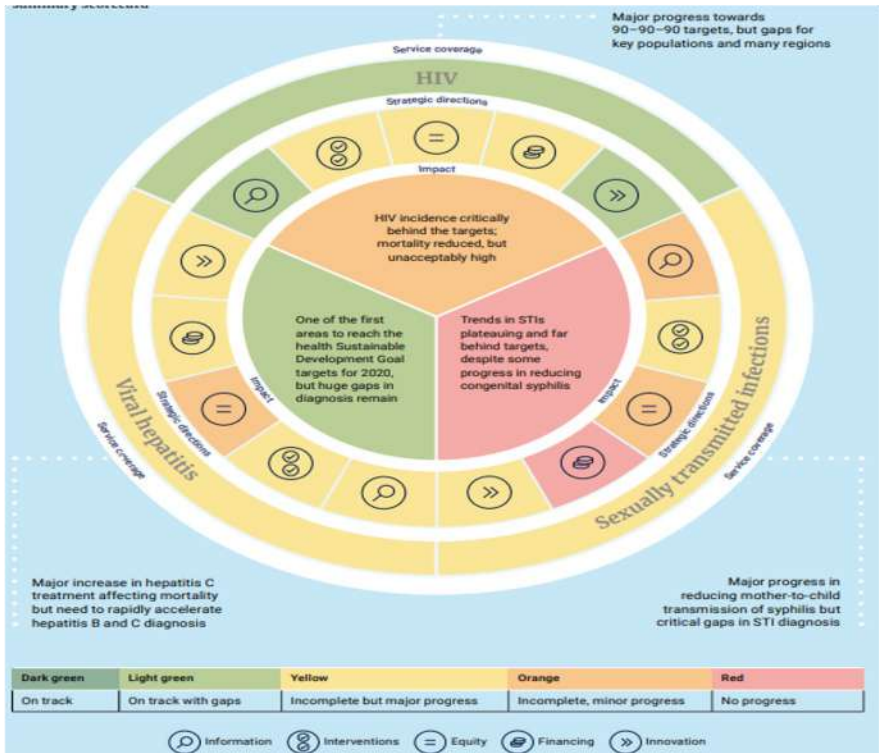 summary scorecard
Major progress towards
90–90–90 targets, but gaps for
key populations and many regions
Service coverage
HIV
Strategic directions
Impact
HIV incidence critically
behind the targets;
mortality reduced, but
unacceptably high
One of the first
areas to reach the
health Sustainable
Development Goal
targets for 2020,
but huge gaps in
diagnosis remain
Trends in STIs
plateauing and far
behind targets,
despite some
progress in reducing
congenital syphilis
Impact
Strategic directions
Viral hepatitis
Service coverage
Impact
Strategic directions
Sexually transmitted infections
Service coverage
Major increase in hepatitis C
treatment affecting mortality
but need to rapidly accelerate
hepatitis B and C diagnosis
Major progress in
reducing mother-to-child
transmission of syphilis but
critical gaps in STI diagnosis
Dark green Light green Yellow Orange Red
On track On track with gaps Incomplete but major progress Incomplete, minor progress No progress
Information Interventions Equity Financing Innovation